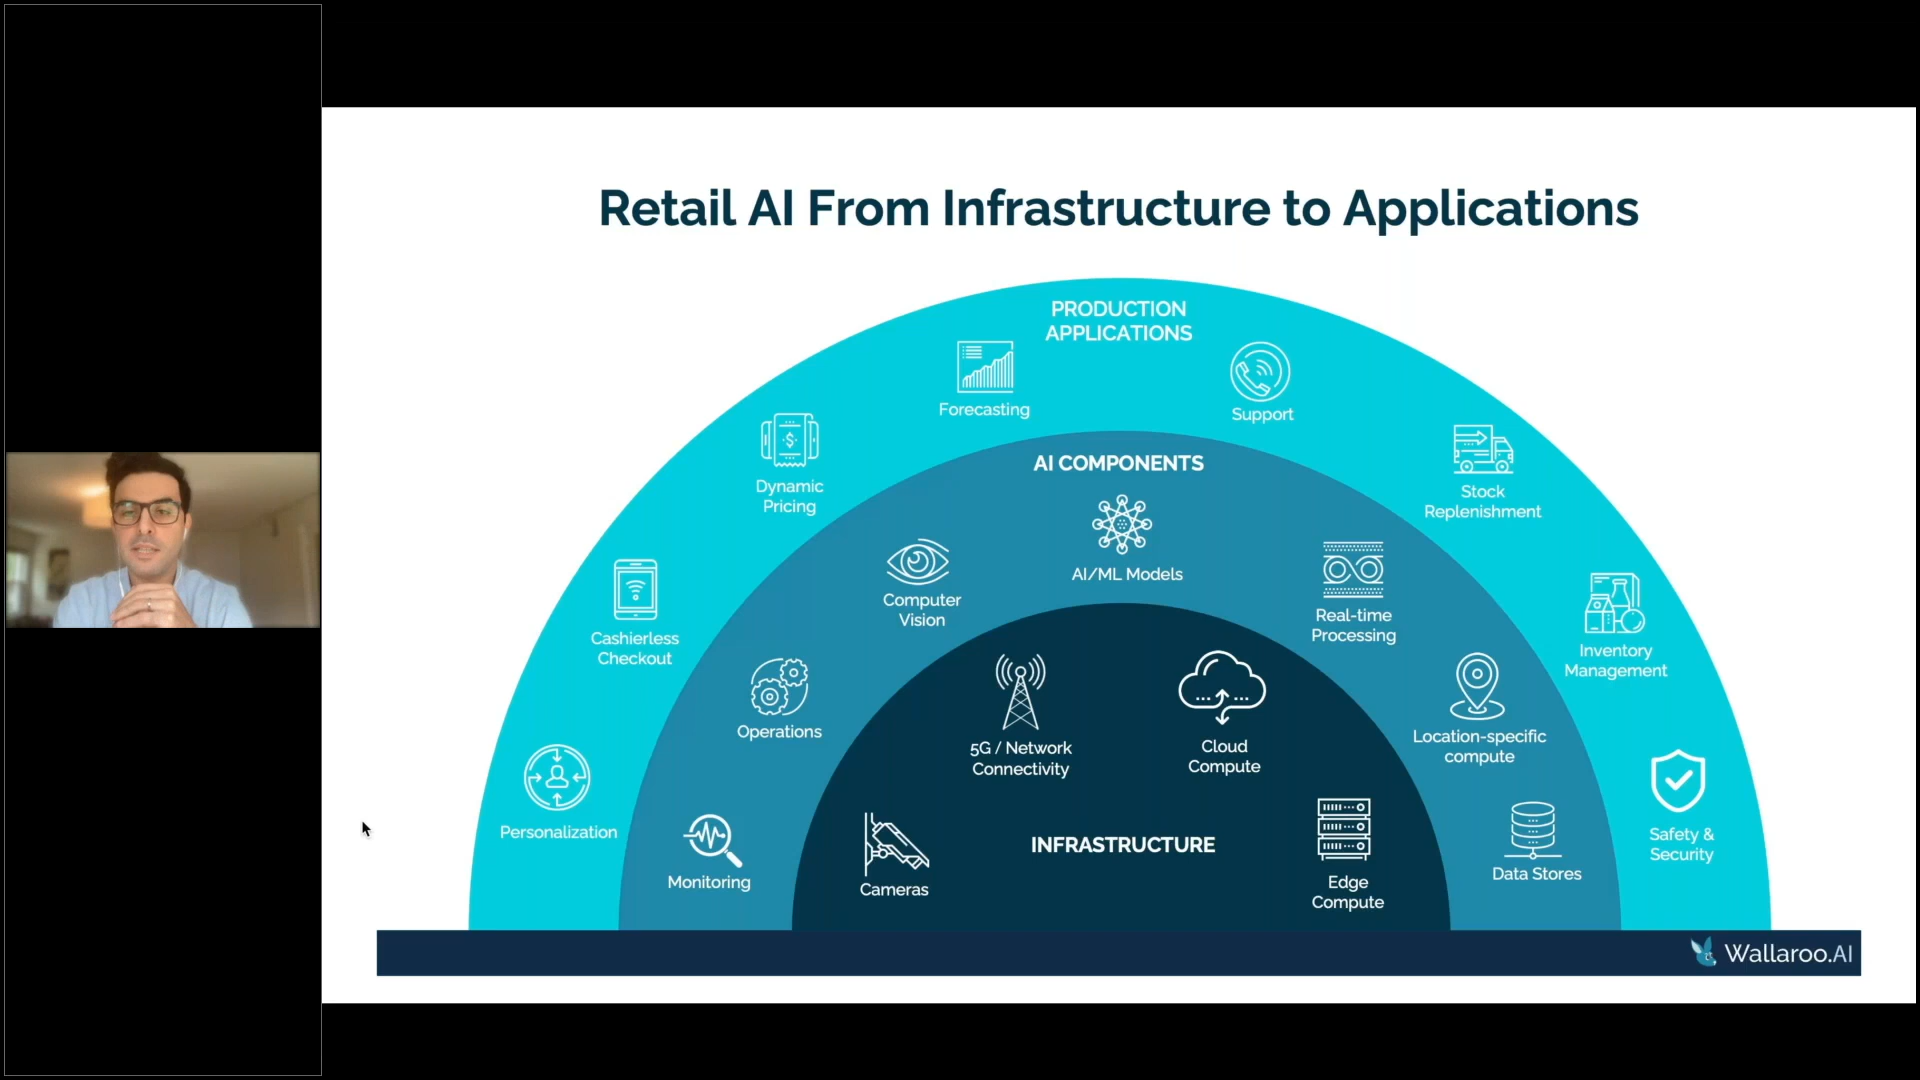 Retail AI From Infrastructure to Applications
PRODUCTION
APPLICATIONS
Forecasting
Support
Dynamic
Pricing
Stock
Replenishment
Cashierless
Checkout
Inventory
Management
Personalization
Safety &
Security
AI COMPONENTS
AI/ML Models
Computer
Vision
Real-time
Processing
Operations
Location-specific
compute
Monitoring
Data Stores
5G / Network
Connectivity
Cloud
Compute
INFRASTRUCTURE
Cameras
Edge
Compute
Wallaroo.AI